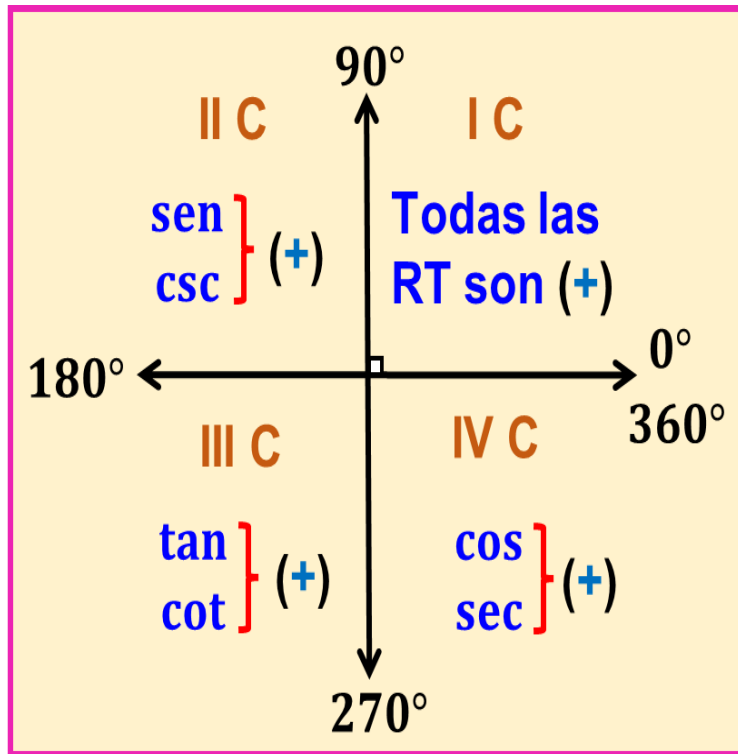 90°
II C
I C
sen
csc
(+)
Todas las
RT son (+)
180°
0°
360°
III C
IV C
tan
cot
(+)
cos
sec
(+)
270°